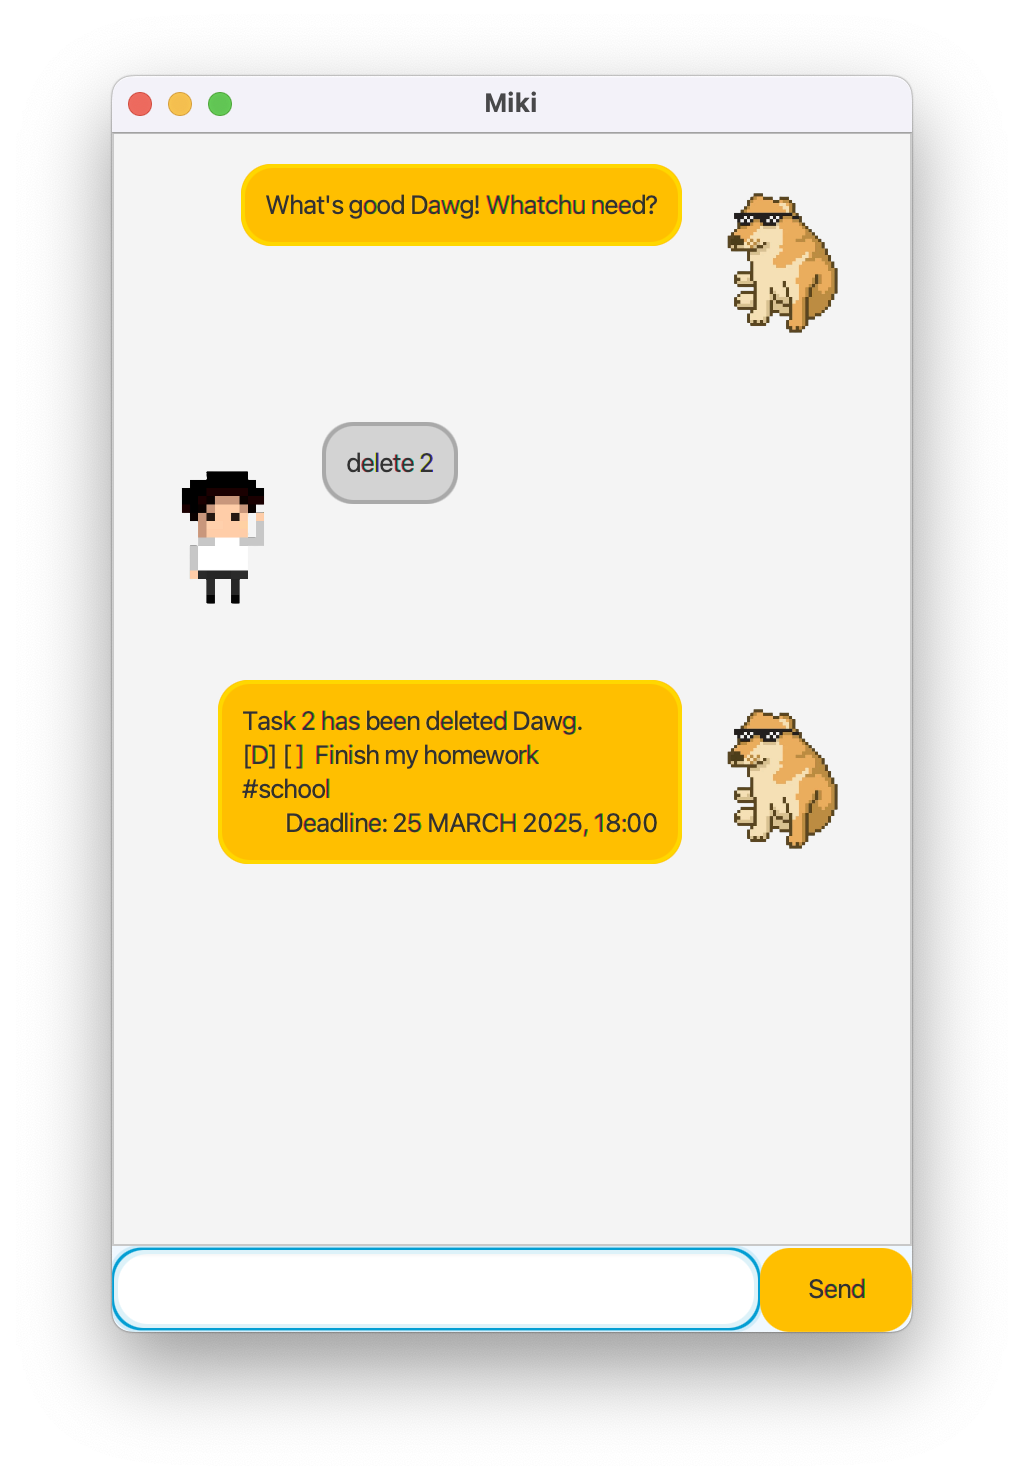 Miki
What's good Dawg! Whatchu need?
delete 2
Task 2 has been deleted Dawg.
[D] [ ]  Finish my homework
#school
Deadline: 25 MARCH 2025, 18:00
Send